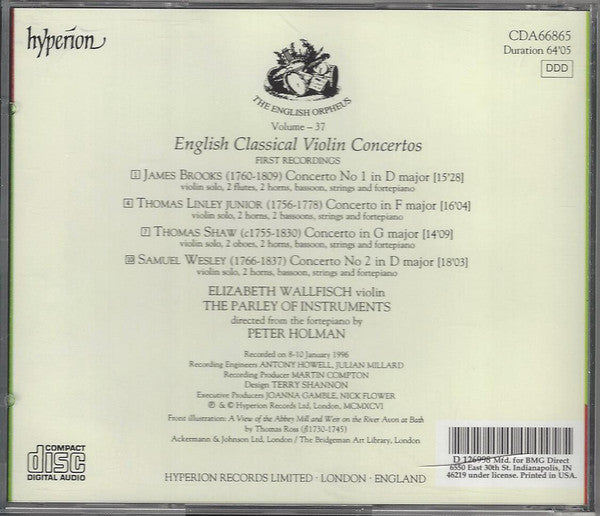 hyperion
CDA66865
Duration 64'05
DDD
THE ENGLISH ORPHEUS
Volume – 37
English Classical Violin Concertos
FIRST RECORDINGS
1 JAMES BROOKS (1760-1809) Concerto No 1 in D major [15'28]
violin solo, 2 flutes, 2 horns, bassoon, strings and fortepiano
4 THOMAS LINLEY JUNIOR (1756-1778) Concerto in F major [16'04]
violin solo, 2 horns, 2 bassoons, strings and fortepiano
7 THOMAS SHAW (c1755-1830) Concerto in G major [14'09]
violin solo, 2 oboes, 2 horns, strings and fortepiano
10 SAMUEL WESLEY (1766-1837) Concerto No 2 in D major [18'03]
violin solo, 2 horns, bassoon, strings and fortepiano
ELIZABETH WALLFISCH violin
THE PARLEY OF INSTRUMENTS
directed from the fortepiano by
PETER HOLMAN
Recorded on 8-10 January 1996
Recording Engineers ANTONY HOWELL, JULIAN MILLARD
Recording Producer MARTIN COMPTON
Design TERRY SHANNON
Executive Producers JOANNA GAMBLE, NICK FLOWER
℗ & © Hyperion Records Ltd, London, MCMXCVI
Front illustration: A View of the Abbey Mill and Weir on the River Avon at Bath
by Thomas Ross (fl1730-1745)
Ackermann & Johnson Ltd, London / The Bridgeman Art Library, London
COMPACT
disc
DIGITAL AUDIO
HYPERION RECORDS LIMITED · LONDON · ENGLAND
D 126998 Mfd. for BMG Direct
6550 East 30th St. Indianapolis, IN
46219 under license. Printed in USA.